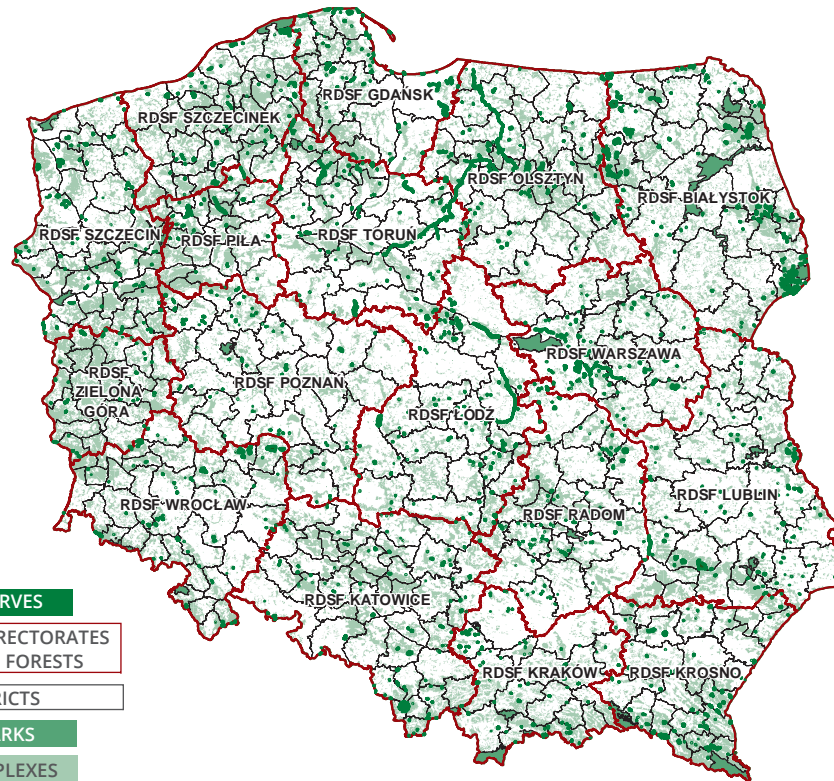 RDSF GDAŃSK
RDSF SZCZECINEK
RDSF OLSZTYN
RDSF BIAŁYSTOK
RDSF SZCZECIN
RDSF PIŁA
RDSF TORUŃ
RDSF WARSZAWA
RDSF
ZIELONA
GÓRA
RDSF POZNAŃ
RDSF ŁÓDŹ
RDSF WROCŁAW
RDSF RADOM
RDSF LUBLIN
RDSF KATOWICE
RDSF KRAKÓW
RDSF KROSNO
RVES
RECTORATES
FORESTS
RICTS
ARKS
PLEXES